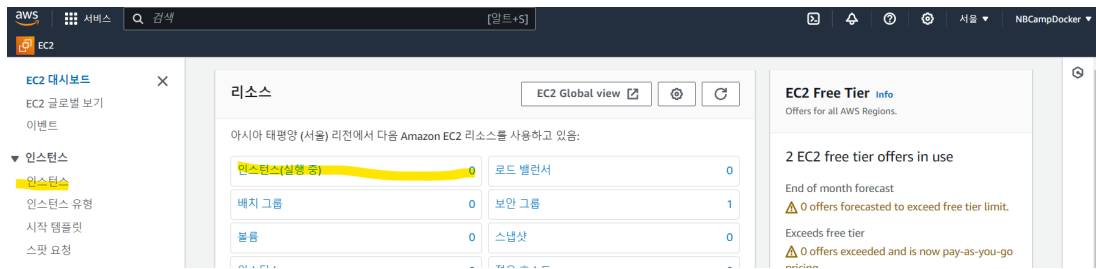 aws
서비스
검색
[알트+S]
서울 ▼
NBCampDocker ▼
EC2
EC2 대시보드
EC2 글로벌 보기
이벤트
▼ 인스턴스
인스턴스
인스턴스 유형
시작 템플릿
스팟 요청
리소스
EC2 Global view
아시아 태평양 (서울) 리전에서 다음 Amazon EC2 리소스를 사용하고 있음:
인스턴스(실행 중) 0
로드 밸런서 0
배치 그룹 0
보안 그룹 1
볼륨 0
스냅샷 0
EC2 Free Tier Info
Offers for all AWS Regions.
2 EC2 free tier offers in use
End of month forecast
0 offers forecasted to exceed free tier limit.
Exceeds free tier
0 offers exceeded and is now pay-as-you-go
pricing